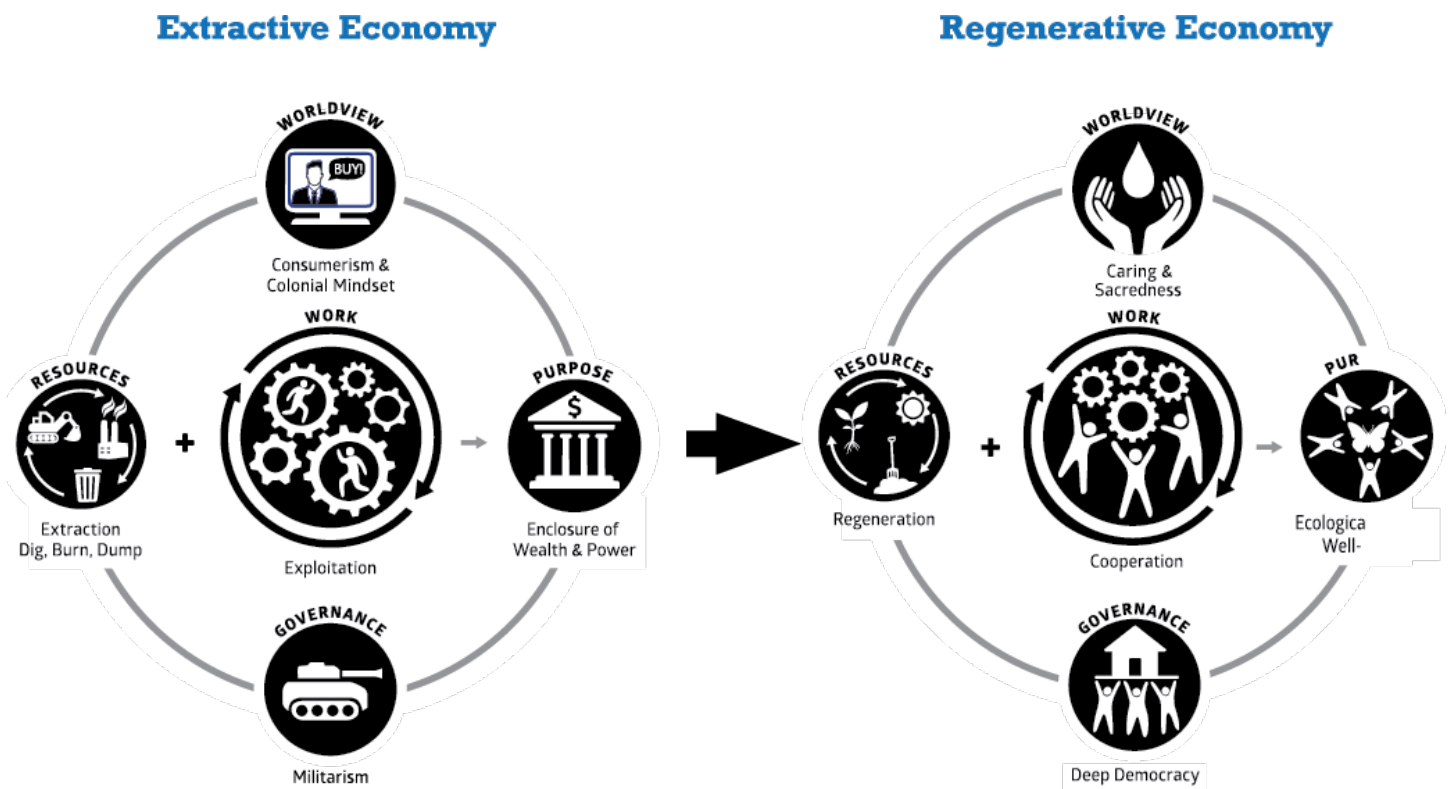 Extractive Economy
WORLDVIEW
BUY!
Consumerism &
Colonial Mindset
WORK
RESOURCES
PURPOSE
$
+
Extraction
Dig, Burn, Dump
Exploitation
Enclosure of
Wealth & Power
GOVERNANCE
Militarism
Regenerative Economy
WORLDVIEW
Caring &
Sacredness
WORK
RESOURCES
PUR
+
Regeneration
Cooperation
Ecologica
Well-
GOVERNANCE
Deep Democracy